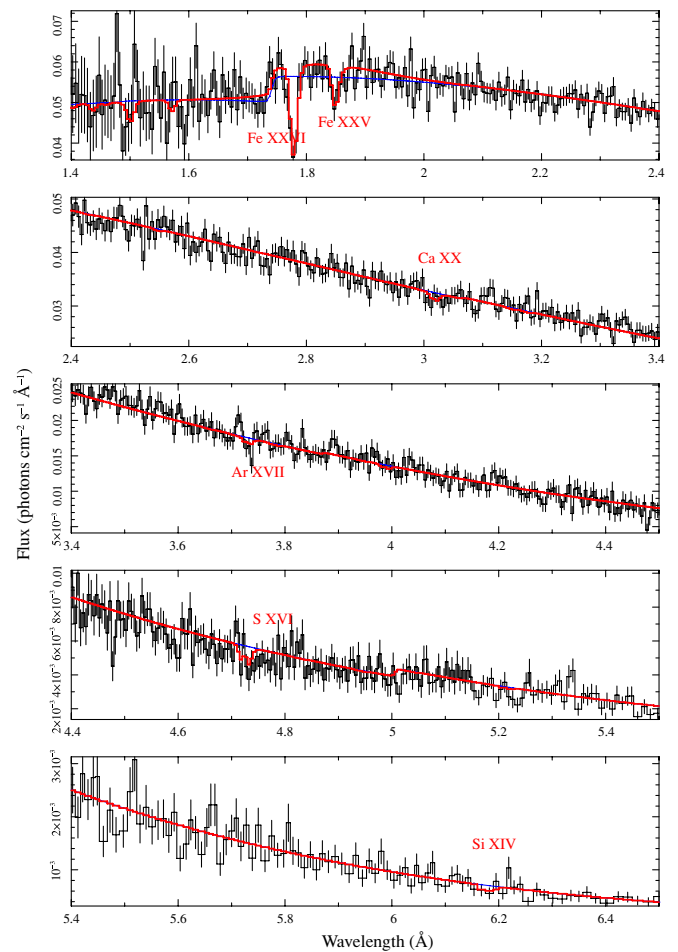 0.07
0.06
0.05
0.04
Fe XXVI
Fe XXV
1.4 1.6 1.8 2 2.2 2.4
0.05
0.04
0.03
Ca XX
2.4 2.6 2.8 3 3.2 3.4
0.025
0.02
0.015
0.01
5×10⁻³
Ar XVII
3.4 3.6 3.8 4 4.2 4.4
Flux (photons cm⁻² s⁻¹ Å⁻¹)
0.01
8×10⁻³
6×10⁻³
4×10⁻³
2×10⁻³
S XVI
4.4 4.6 4.8 5 5.2 5.4
3×10⁻³
2×10⁻³
10⁻³
Si XIV
5.4 5.6 5.8 6 6.2 6.4
Wavelength (Å)